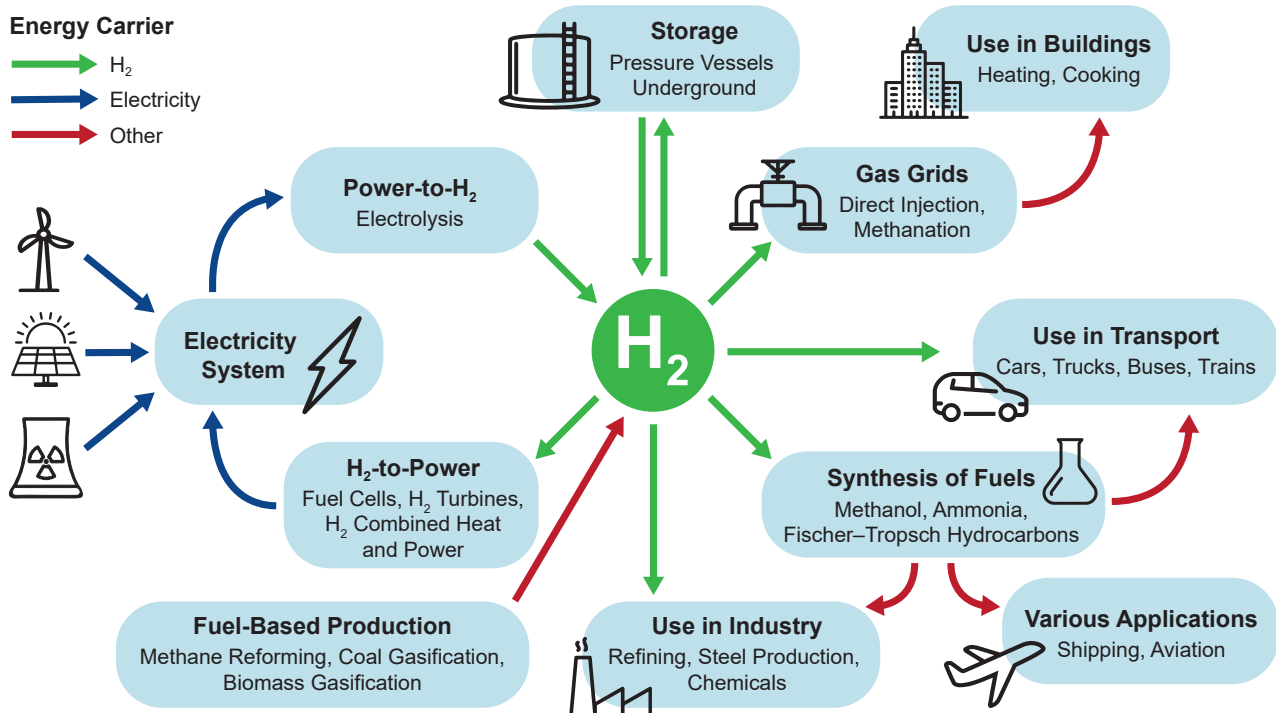 Energy Carrier
H₂
Electricity
Other
Storage
Pressure Vessels
Underground
Use in Buildings
Heating, Cooking
Power-to-H₂
Electrolysis
Gas Grids
Direct Injection,
Methanation
Electricity
System
H₂
Use in Transport
Cars, Trucks, Buses, Trains
H₂-to-Power
Fuel Cells, H₂ Turbines,
H₂ Combined Heat
and Power
Synthesis of Fuels
Methanol, Ammonia,
Fischer–Tropsch Hydrocarbons
Fuel-Based Production
Methane Reforming, Coal Gasification,
Biomass Gasification
Use in Industry
Refining, Steel Production,
Chemicals
Various Applications
Shipping, Aviation